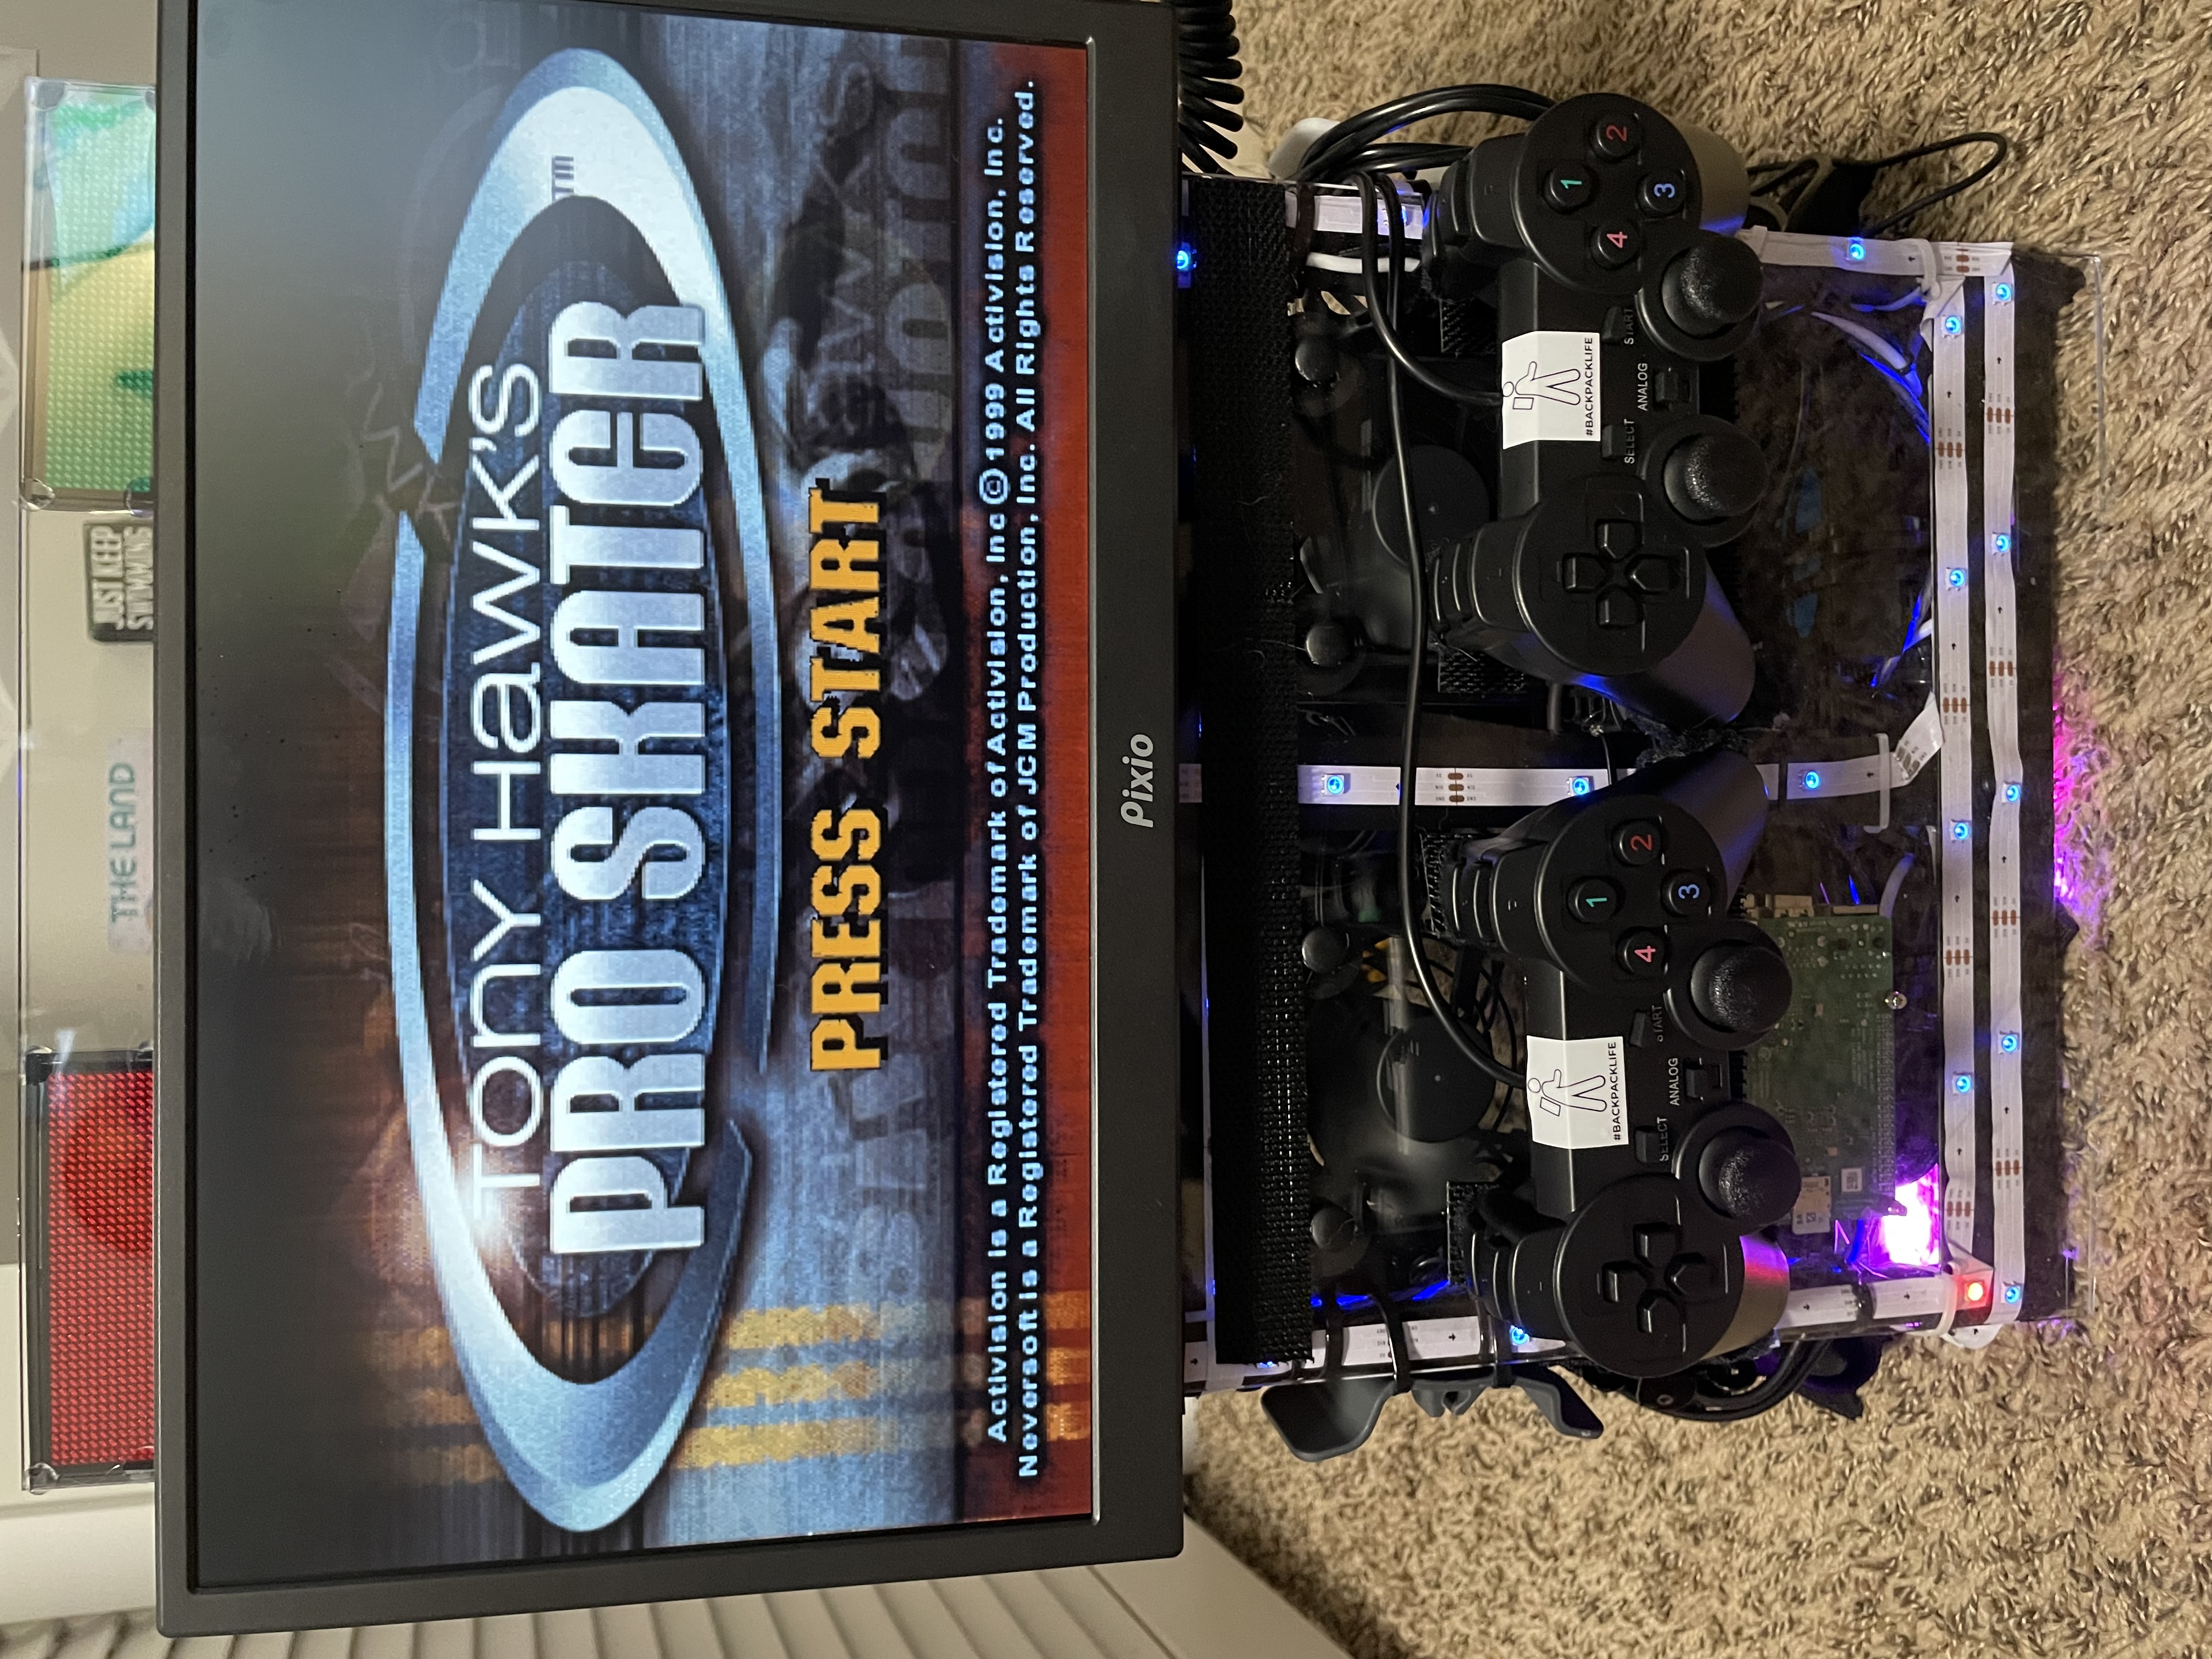 THE LAND
JUST KEEP
SWIMMING
TONY HAWK'S
PRO SKATER
TM
PRESS START
Activision is a Registered Trademark of Activision, Inc © 1999 Activision, Inc.
Neversoft is a Registered Trademark of JCM Production, Inc. All Rights Reserved.
Pixio
#BACKPACKLIFE
1
4
2
3
SELECT
START
ANALOG
#BACKPACKLIFE
1
4
2
3
SELECT
START
ANALOG